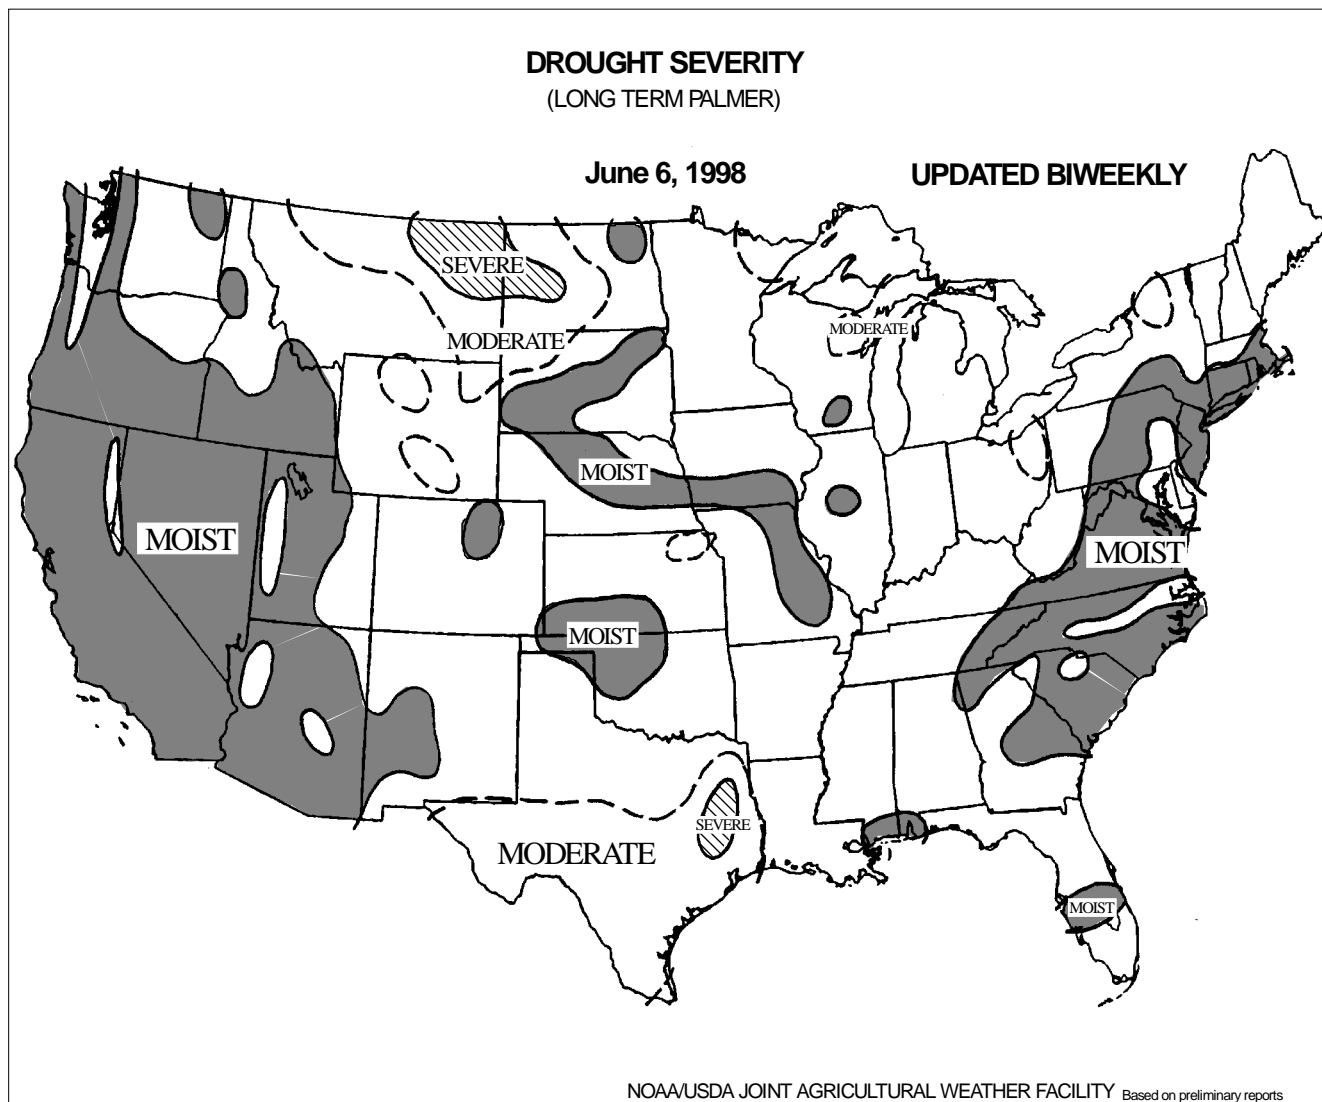 DROUGHT SEVERITY
(LONG TERM PALMER)
June 6, 1998
UPDATED BIWEEKLY
SEVERE
MODERATE
MODERATE
MOIST
MOIST
MOIST
MOIST
SEVERE
MODERATE
MOIST
NOAA/USDA JOINT AGRICULTURAL WEATHER FACILITY Based on preliminary reports